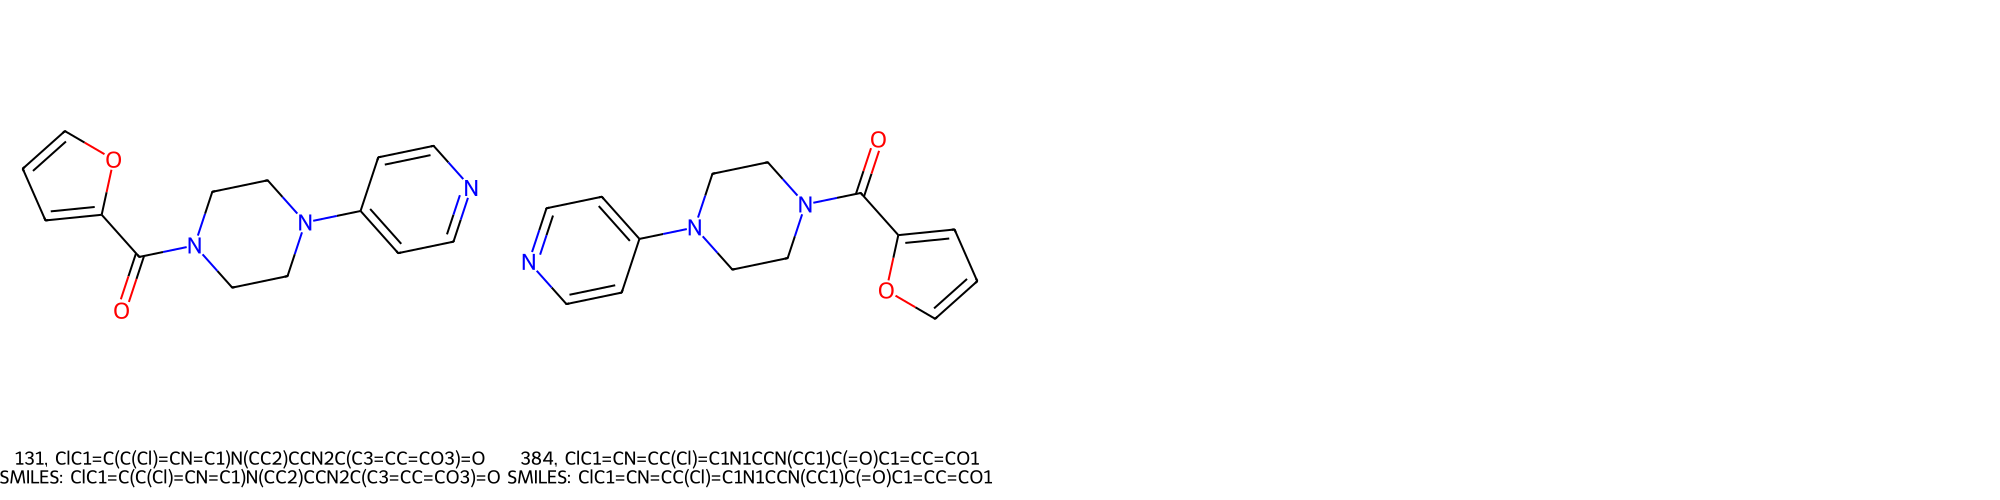 O
N
N
N
O
O
N
N
N
O
131, ClC1=C(C(Cl)=CN=C1)N(CC2)CCN2C(C3=CC=CO3)=O
SMILES: ClC1=C(C(Cl)=CN=C1)N(CC2)CCN2C(C3=CC=CO3)=O
384, ClC1=CN=CC(Cl)=C1N1CCN(CC1)C(=O)C1=CC=CO1
SMILES: ClC1=CN=CC(Cl)=C1N1CCN(CC1)C(=O)C1=CC=CO1